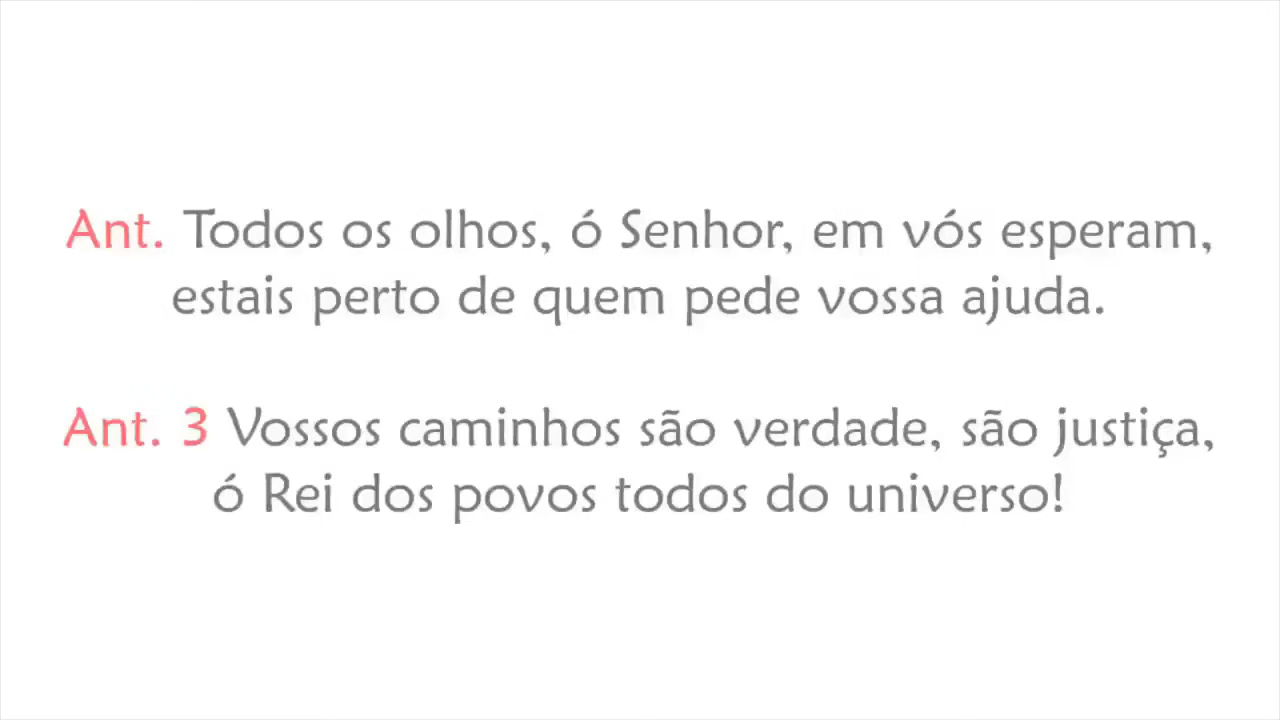 Ant. Todos os olhos, ó Senhor, em vós esperam,
estais perto de quem pede vossa ajuda.
Ant. 3 Vossos caminhos são verdade, são justiça,
ó Rei dos povos todos do universo!